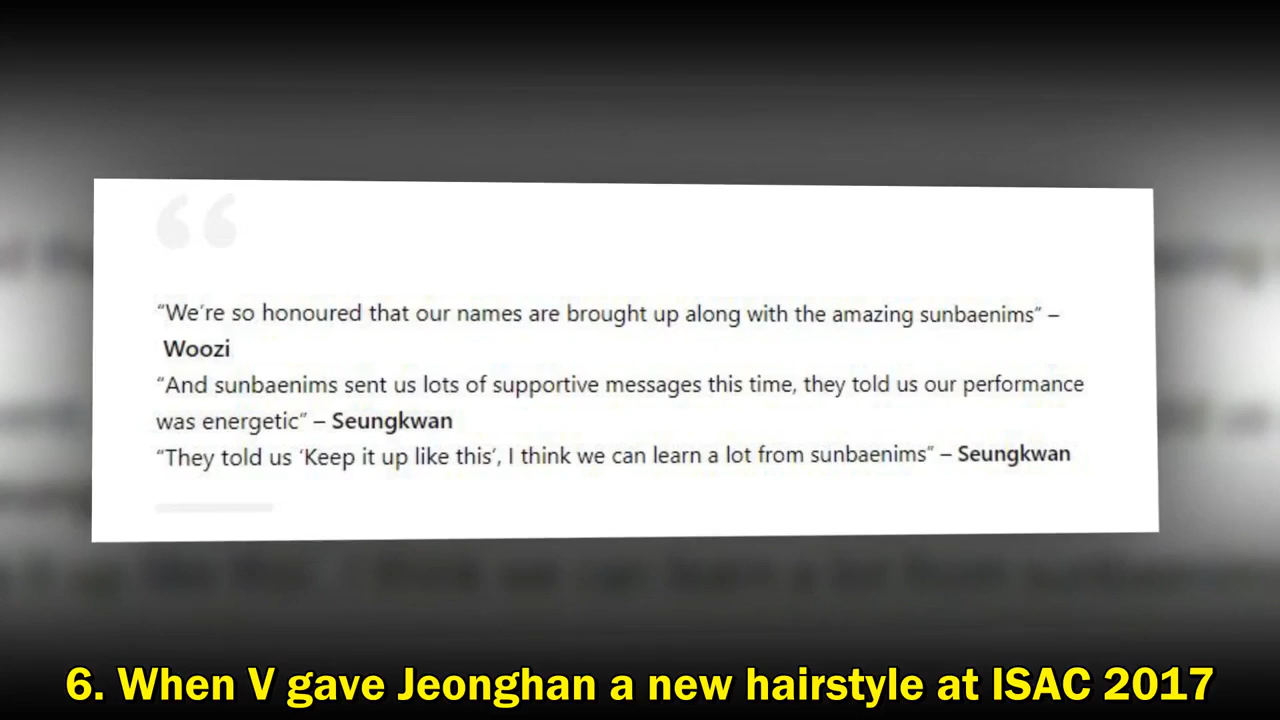 “We’re so honoured that our names are brought up along with the amazing sunbaenims” –
Woozi
“And sunbaenims sent us lots of supportive messages this time, they told us our performance
was energetic” – Seungkwan
“They told us ‘Keep it up like this’, I think we can learn a lot from sunbaenims” – Seungkwan
6. When V gave Jeonghan a new hairstyle at ISAC 2017